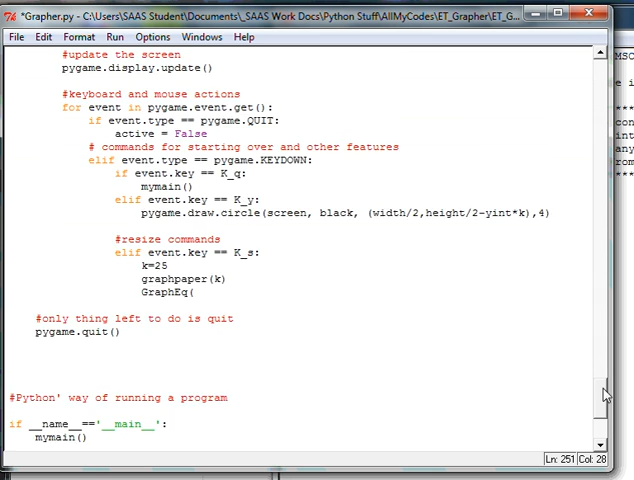 *Grapher.py - C:\Users\SAAS Student\Documents\_SAAS Work Docs\Python Stuff\AllMyCodes\ET_Grapher\ET_G...
File Edit Format Run Options Windows Help
#update the screen
pygame.display.update()
#keyboard and mouse actions
for event in pygame.event.get():
if event.type == pygame.QUIT:
active = False
# commands for starting over and other features
elif event.type == pygame.KEYDOWN:
if event.key == K_q:
mymain()
elif event.key == K_y:
pygame.draw.circle(screen, black, (width/2,height/2-yint*k),4)
#resize commands
elif event.key == K_s:
k=25
graphpaper(k)
GraphEq(
#only thing left to do is quit
pygame.quit()
#Python' way of running a program
if __name__=='__main__':
mymain()
Ln: 251 Col: 28
MSC
e i
***
con
int
any
rom
***